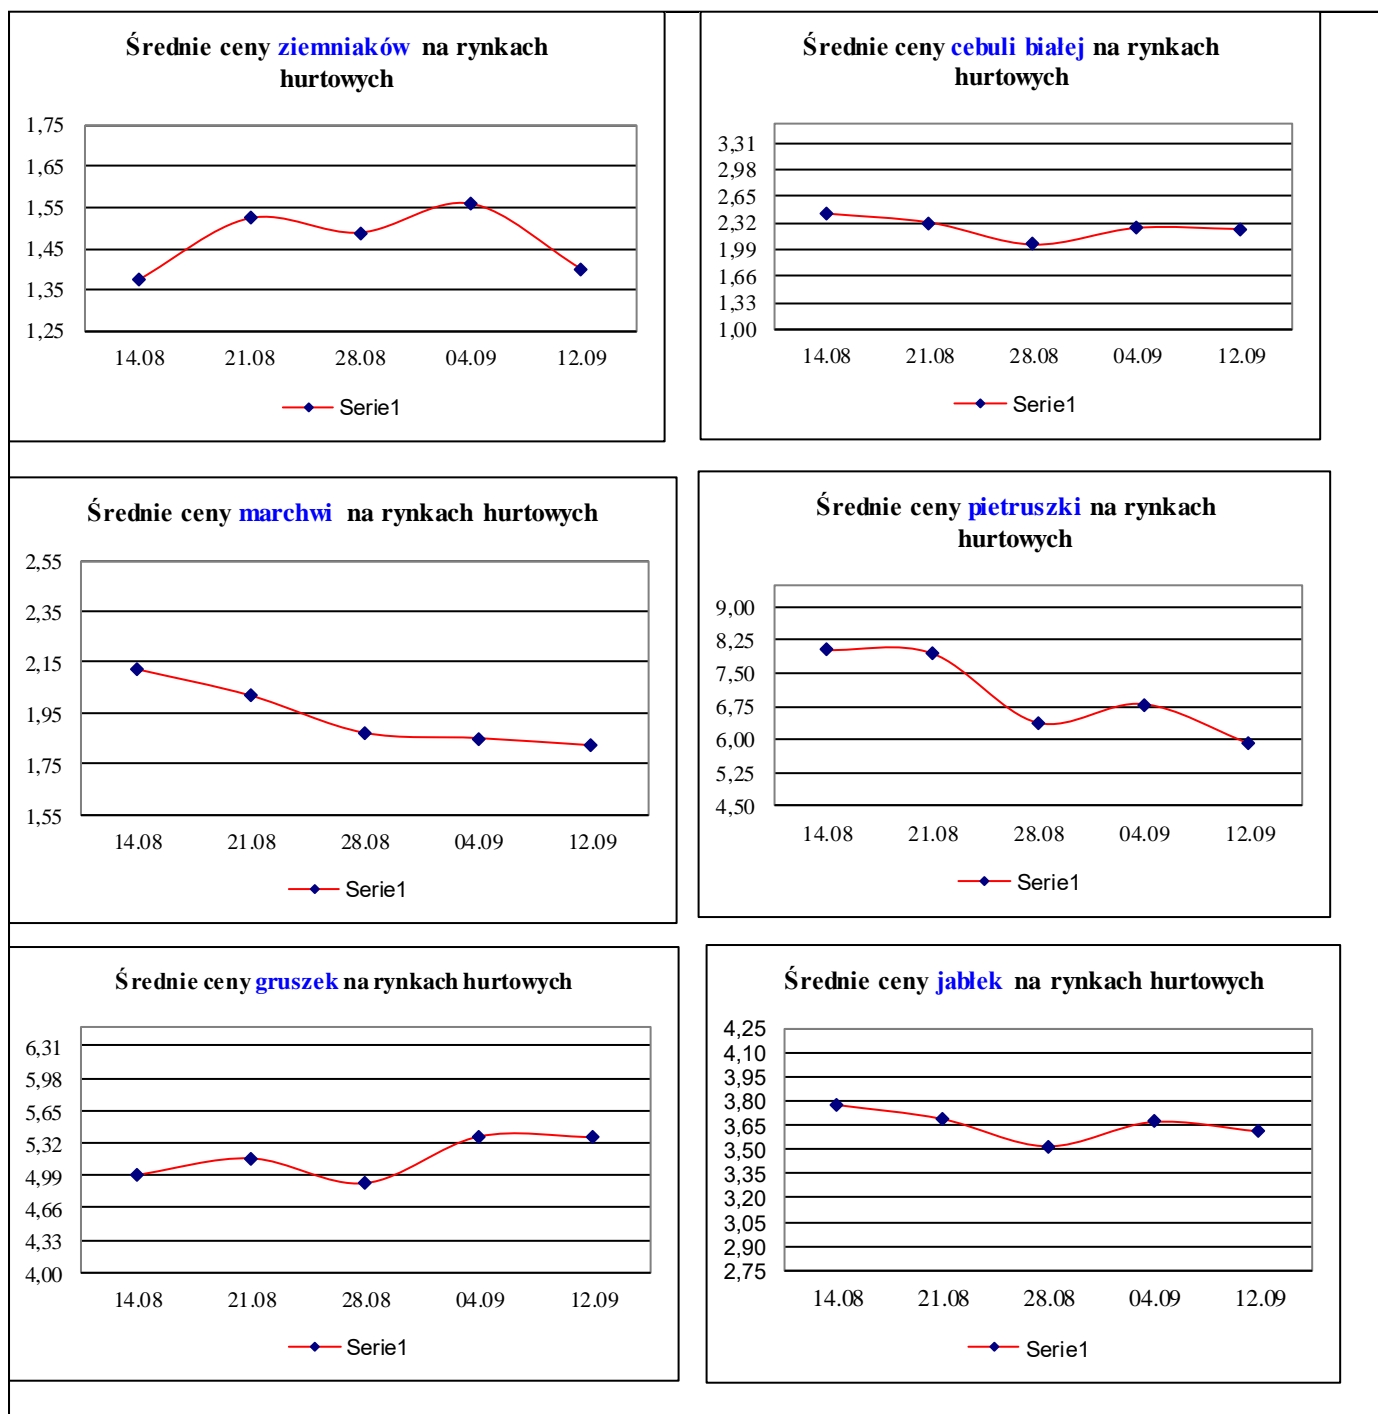 Średnie ceny ziemniaków na rynkach
hurtowych
1,75
1,65
1,55
1,45
1,35
1,25
14.08 21.08 28.08 04.09 12.09
Serie1
Średnie ceny cebuli białej na rynkach
hurtowych
3,31
2,98
2,65
2,32
1,99
1,66
1,33
1,00
14.08 21.08 28.08 04.09 12.09
Serie1
Średnie ceny marchwi na rynkach hurtowych
2,55
2,35
2,15
1,95
1,75
1,55
14.08 21.08 28.08 04.09 12.09
Serie1
Średnie ceny pietruszki na rynkach
hurtowych
9,00
8,25
7,50
6,75
6,00
5,25
4,50
14.08 21.08 28.08 04.09 12.09
Serie1
Średnie ceny gruszek na rynkach hurtowych
6,31
5,98
5,65
5,32
4,99
4,66
4,33
4,00
14.08 21.08 28.08 04.09 12.09
Serie1
Średnie ceny jabłek na rynkach hurtowych
4,25
4,10
3,95
3,80
3,65
3,50
3,35
3,20
3,05
2,90
2,75
14.08 21.08 28.08 04.09 12.09
Serie1